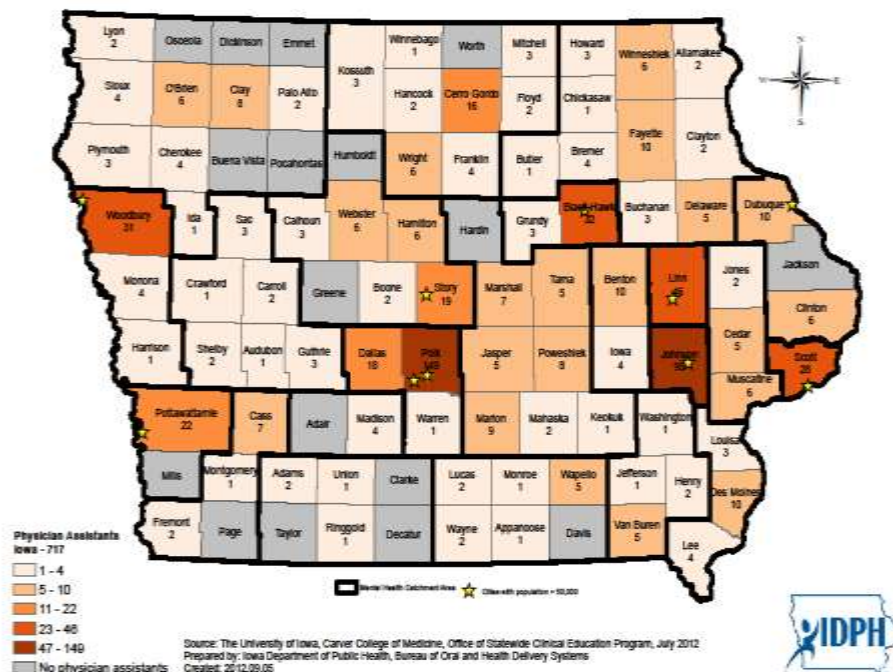 Lyon
2
Osceola
Dickinson
Emmet
Kossuth
3
Winnebago
1
Worth
Mitchell
3
Howard
3
Winneshiek
6
Allamakee
2
Sioux
4
O'Brien
6
Clay
8
Palo Alto
2
Hancock
2
Cerro Gordo
16
Floyd
2
Chickasaw
1
Fayette
10
Clayton
2
Plymouth
3
Cherokee
4
Buena Vista
Pocahontas
Humboldt
Wright
6
Franklin
4
Butler
1
Bremer
4
Woodbury
31
Ida
1
Sac
3
Calhoun
3
Webster
6
Hamilton
6
Hardin
Grundy
3
Black Hawk
Buchanan
3
Delaware
5
Dubuque
10
Monona
4
Crawford
1
Carroll
2
Greene
Boone
2
Story
19
Marshall
7
Tama
5
Benton
10
Linn
Jones
2
Jackson
Clinton
6
Harrison
1
Shelby
2
Audubon
1
Guthrie
3
Dallas
18
Polk
149
Jasper
5
Poweshiek
8
Iowa
4
Johnson
Cedar
5
Scott
28
Muscatine
6
Pottawattamie
22
Cass
7
Adair
Madison
4
Warren
1
Marion
9
Mahaska
2
Keokuk
1
Washington
1
Louisa
3
Mills
Montgomery
1
Adams
2
Union
1
Clarke
Lucas
2
Monroe
1
Wapello
5
Jefferson
1
Henry
2
Des Moines
10
Fremont
2
Page
Taylor
Ringgold
1
Decatur
Wayne
2
Appanoose
1
Davis
Van Buren
5
Lee
4
N
W
E
S
Physician Assistants
Iowa - 717
1 - 4
5 - 10
11 - 22
23 - 46
47 - 149
No physician assistants
Mental Health Catchment Area
Cities with population > 50,000
Source: The University of Iowa, Carver College of Medicine, Office of Statewide Clinical Education Program, July 2012
Prepared by: Iowa Department of Public Health, Bureau of Oral and Health Delivery Systems
Created: 2012.09.05
IDPH